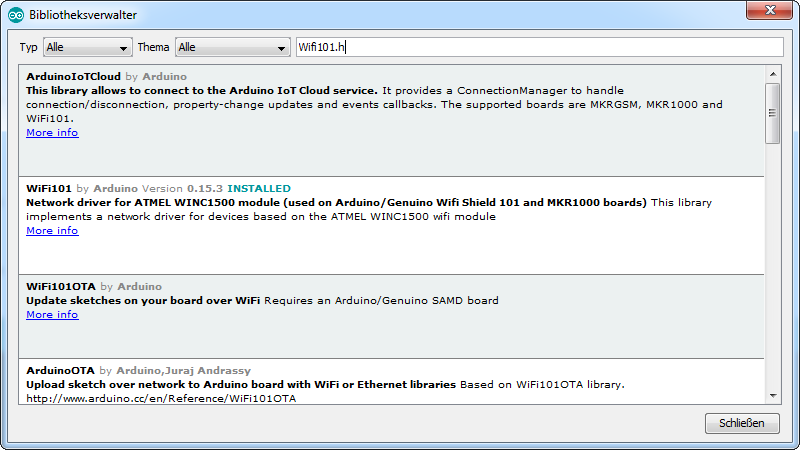 Bibliotheksverwalter
Typ Alle Thema Alle Wifi101.h
ArduinoIoTCloud by Arduino
This library allows to connect to the Arduino IoT Cloud service. It provides a ConnectionManager to handle
connection/disconnection, property-change updates and events callbacks. The supported boards are MKRGSM, MKR1000 and
WiFi101.
More info
WiFi101 by Arduino Version 0.15.3 INSTALLED
Network driver for ATMEL WINC1500 module (used on Arduino/Genuino Wifi Shield 101 and MKR1000 boards) This library
implements a network driver for devices based on the ATMEL WINC1500 wifi module
More info
WiFi101OTA by Arduino
Update sketches on your board over WiFi Requires an Arduino/Genuino SAMD board
More info
ArduinoOTA by Arduino,Juraj Andrassy
Upload sketch over network to Arduino board with WiFi or Ethernet libraries Based on WiFi101OTA library.
http://www.arduino.cc/en/Reference/WiFi101OTA
Schließen